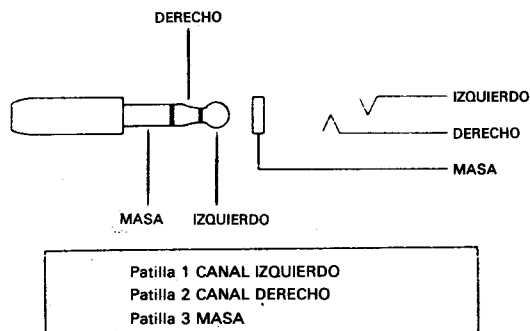 DERECHO
IZQUIERDO
DERECHO
MASA
MASA IZQUIERDO
Patilla 1 CANAL IZQUIERDO
Patilla 2 CANAL DERECHO
Patilla 3 MASA